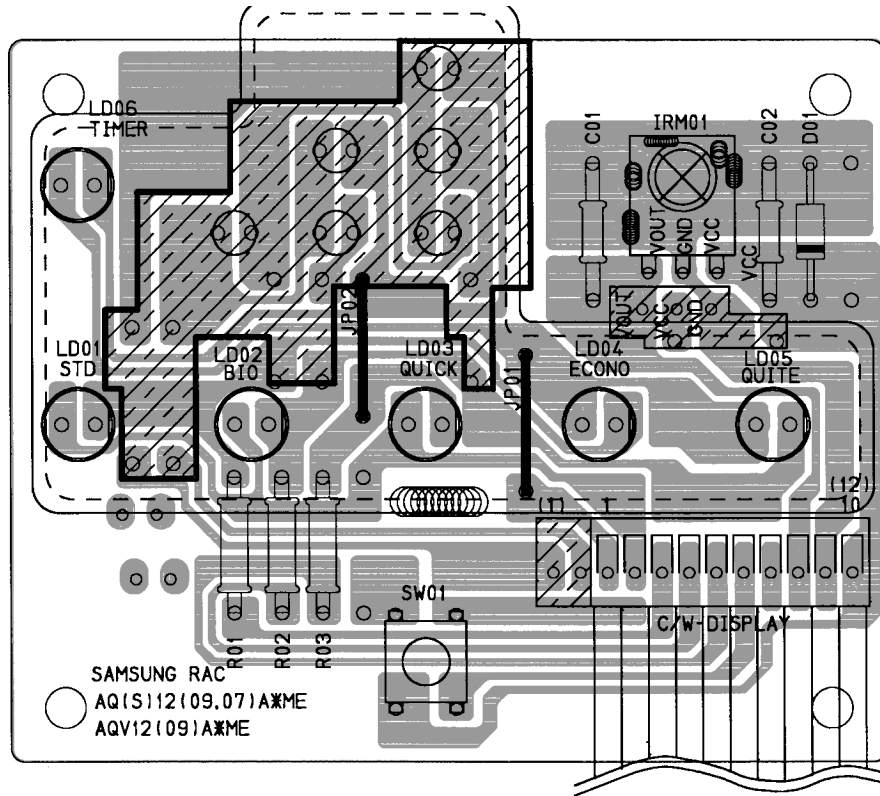 LD06
TIMER
C01
IRM01
C02
D01
VOUT
GND
VCC
VCC
JP02
VOUT
VCC
GND
LD01
STD
LD02
BIO
LD03
QUICK
JP01
LD04
ECONO
LD05
QUITE
(1)
1
(12)
10
SW01
C/W-DISPLAY
R01
R02
R03
SAMSUNG RAC
AQ(S)12(09,07)A※ME
AQV12(09)A※ME